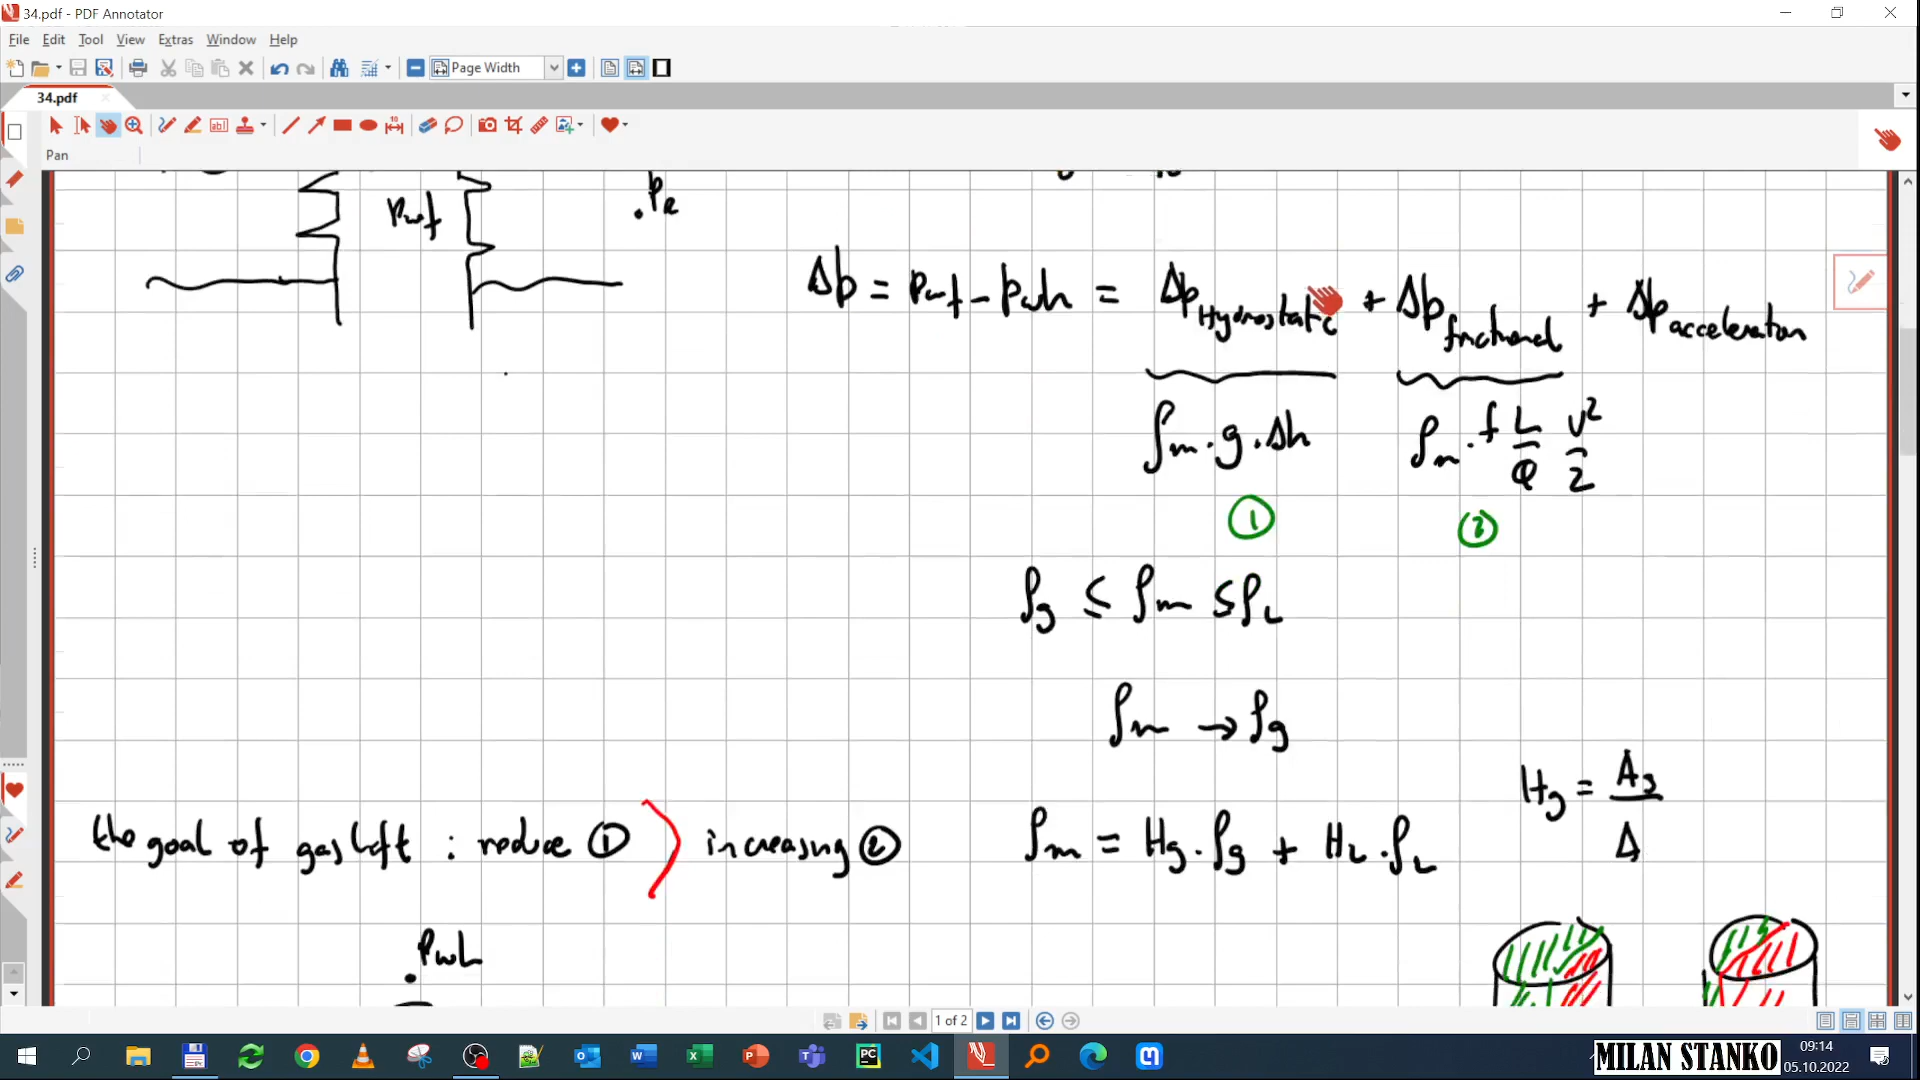 34.pdf - PDF Annotator
File Edit Tool View Extras Window Help
Page Width
34.pdf
Pan
Pwf
PR
Δp = Pwf - Pwh = ΔpHydrostatic + Δpfrictional + Δpacceleration
ρm · g · Δh
ρm · f L/Φ v²/2
① ②
ρg ≤ ρm ≤ ρL
ρm → ρg
Hg = Ag/A
the goal of gas lift : reduce ① > increasing ②
ρm = Hg · ρg + HL · ρL
Pwh
1 of 2
MILAN STANKO
09:14
05.10.2022